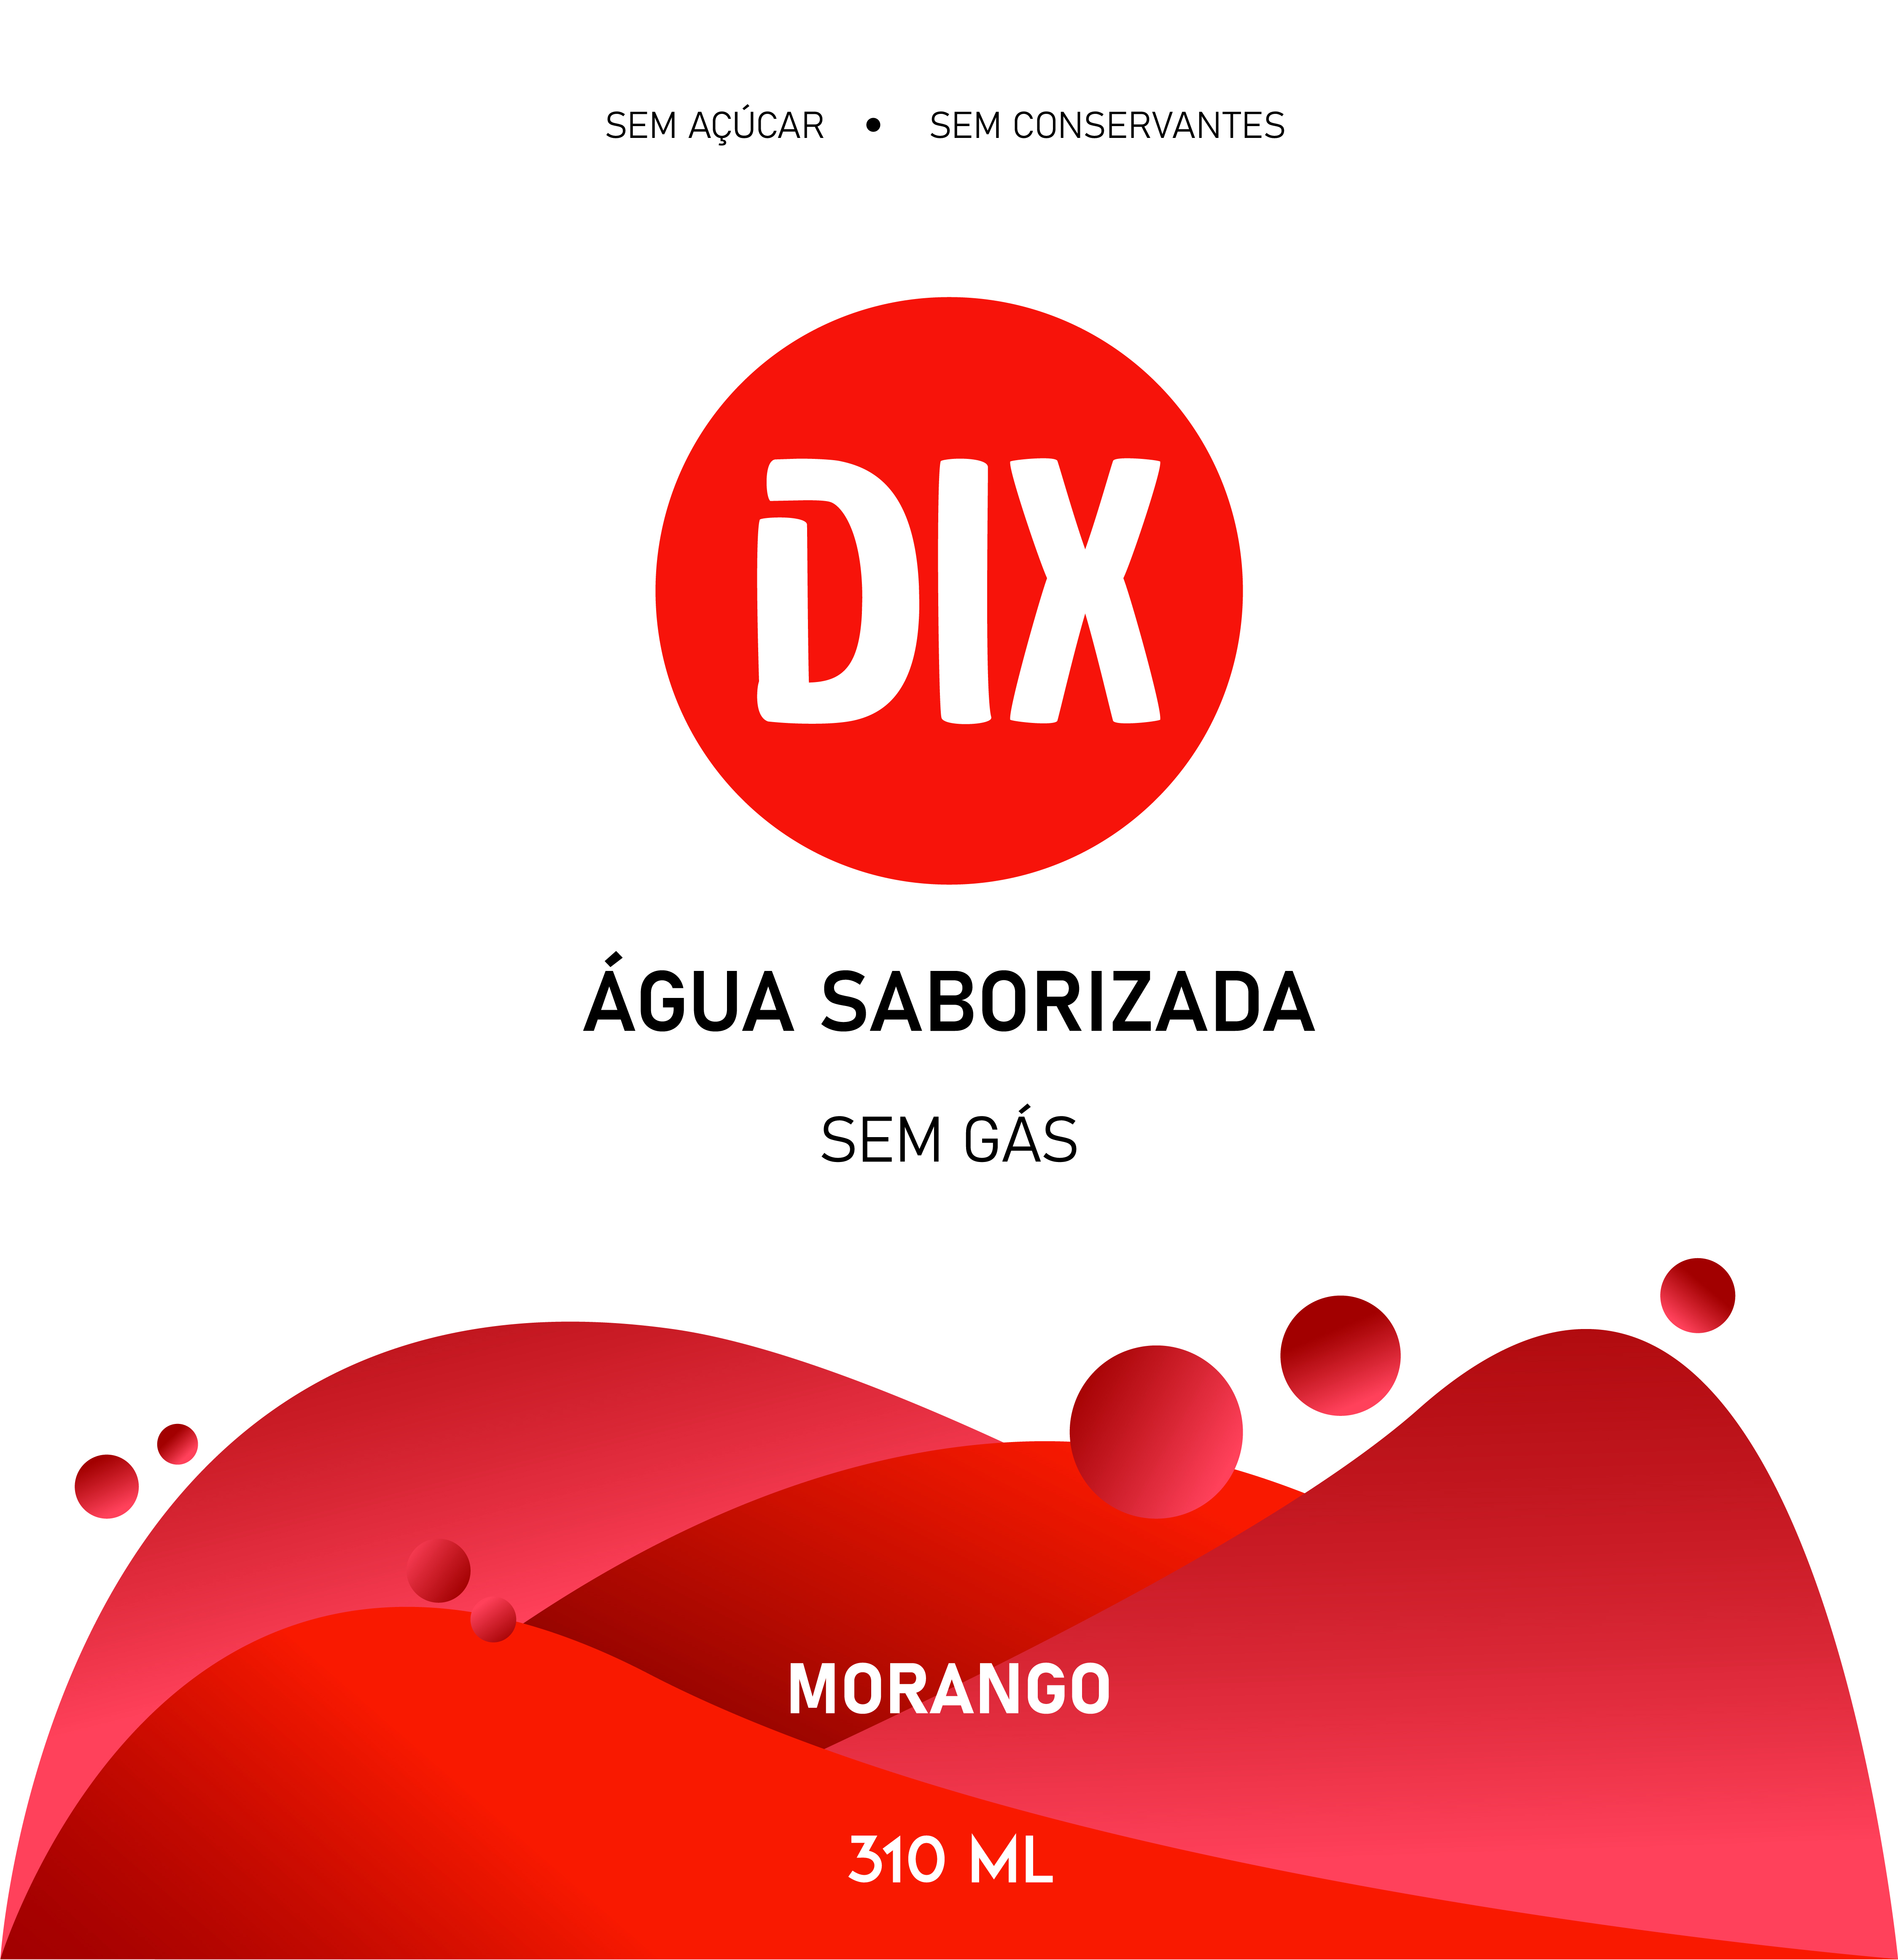 SEM AÇÚCAR • SEM CONSERVANTES
DIX
ÁGUA SABORIZADA
SEM GÁS
MORANGO
310 ML